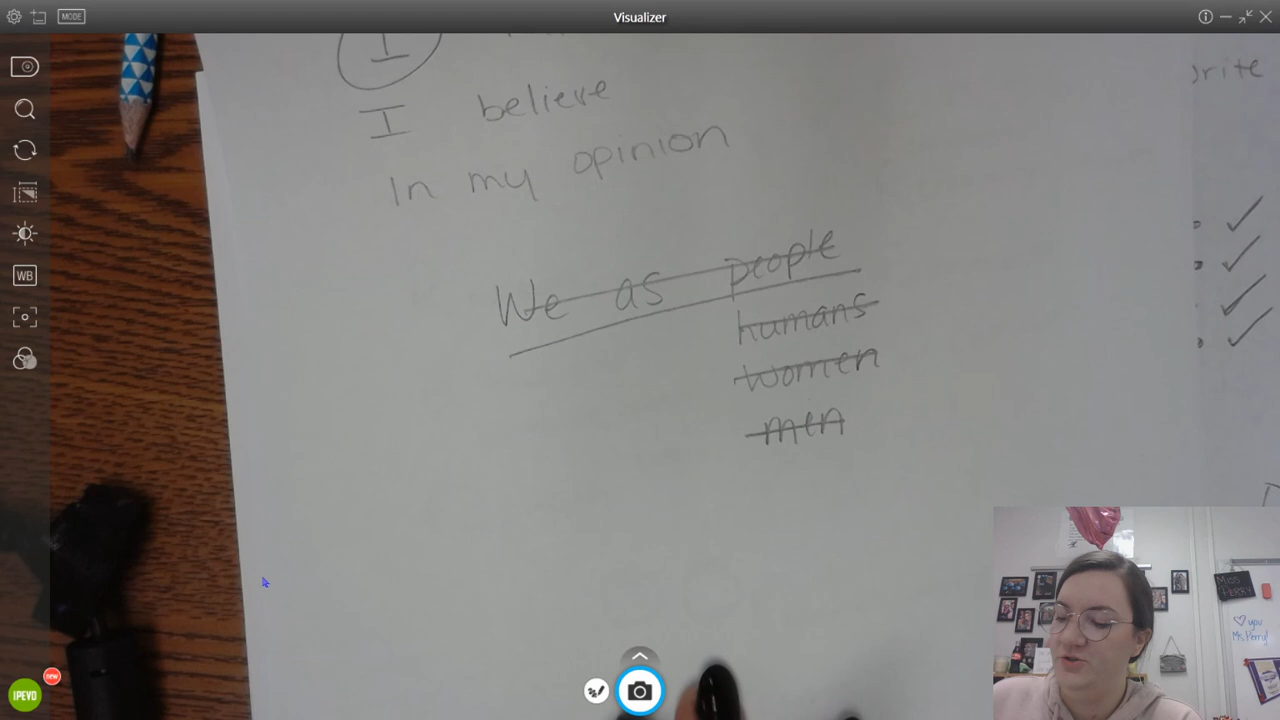 MODE
Visualizer
I
I believe
In my opinion
We as people
humans
women
men
WB
IPEVO
new
MISS
PERRY
♡ you
Ms. Perry!